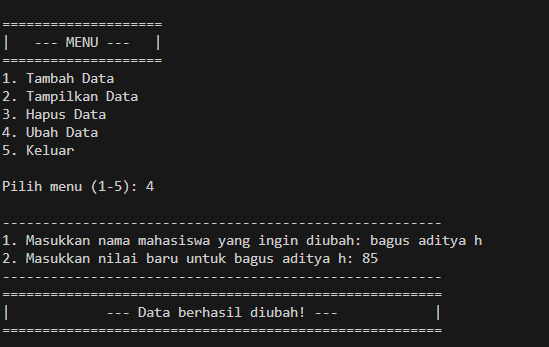 ====================
|   --- MENU ---   |
====================
1. Tambah Data
2. Tampilkan Data
3. Hapus Data
4. Ubah Data
5. Keluar
Pilih menu (1-5): 4
-------------------------------------------------------
1. Masukkan nama mahasiswa yang ingin diubah: bagus aditya h
2. Masukkan nilai baru untuk bagus aditya h: 85
-------------------------------------------------------
=======================================================
|            --- Data berhasil diubah! ---            |
=======================================================